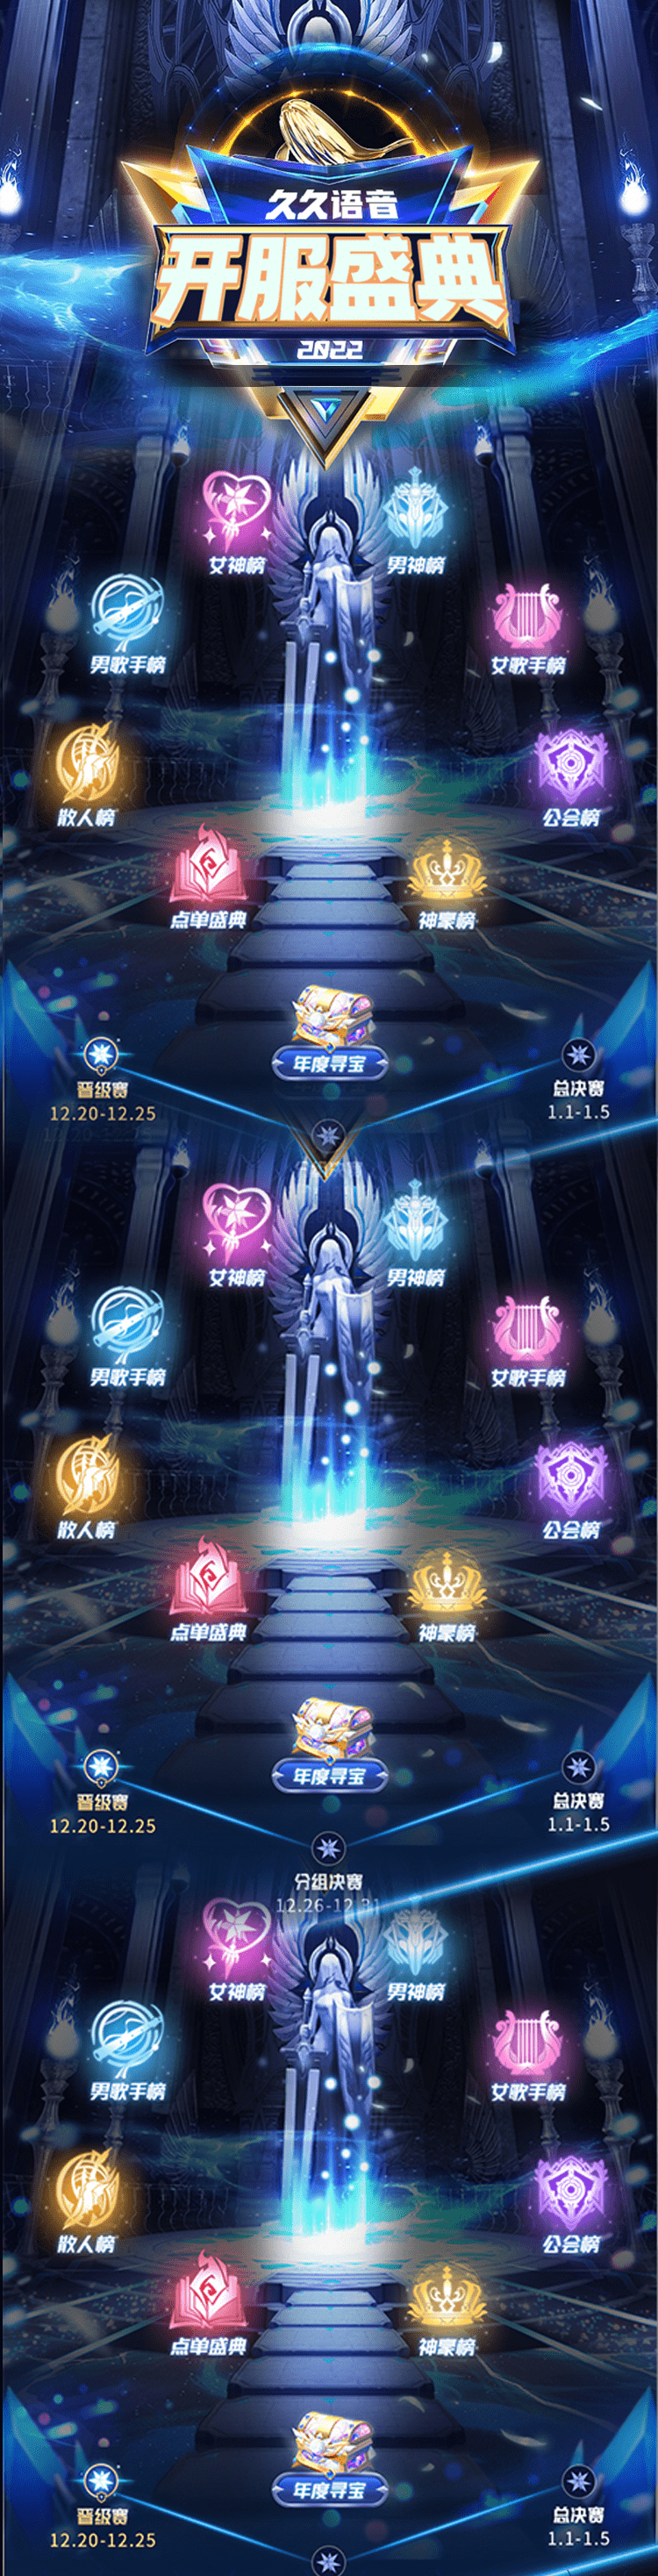 久久语音
开服盛典
2022
女神榜
男神榜
男歌手榜
女歌手榜
散人榜
公会榜
点单盛典
神豪榜
年度寻宝
晋级赛
总决赛
12.20-12.25
1.1-1.5
女神榜
男神榜
男歌手榜
女歌手榜
散人榜
公会榜
点单盛典
神豪榜
年度寻宝
晋级赛
总决赛
12.20-12.25
1.1-1.5
分组决赛
12.26-12.31
女神榜
男神榜
男歌手榜
女歌手榜
散人榜
公会榜
点单盛典
神豪榜
年度寻宝
晋级赛
总决赛
12.20-12.25
1.1-1.5